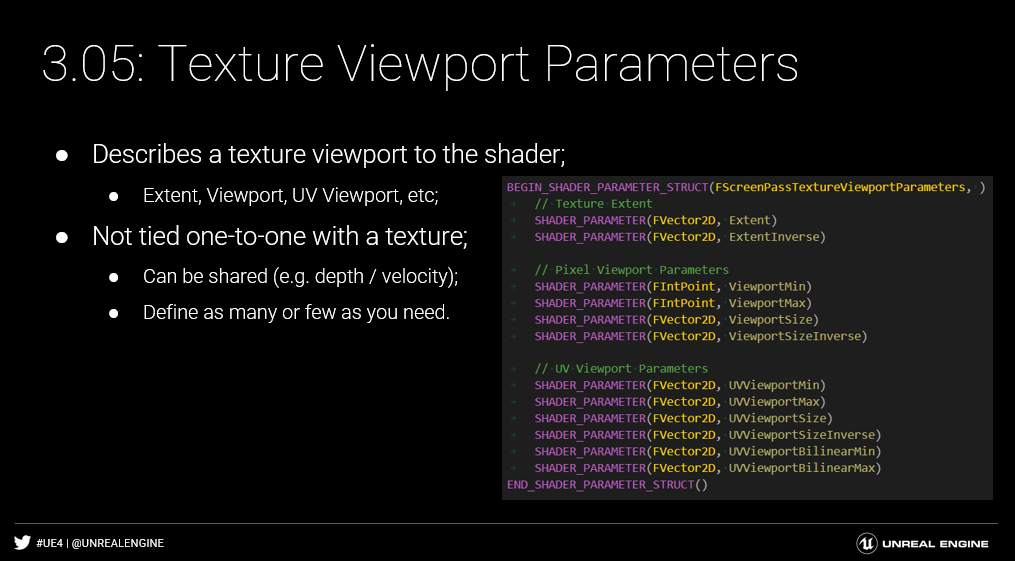 3.05: Texture Viewport Parameters
● Describes a texture viewport to the shader;
● Extent, Viewport, UV Viewport, etc;
● Not tied one-to-one with a texture;
● Can be shared (e.g. depth / velocity);
● Define as many or few as you need.
BEGIN_SHADER_PARAMETER_STRUCT(FScreenPassTextureViewportParameters, )
// Texture Extent
SHADER_PARAMETER(FVector2D, Extent)
SHADER_PARAMETER(FVector2D, ExtentInverse)
// Pixel Viewport Parameters
SHADER_PARAMETER(FIntPoint, ViewportMin)
SHADER_PARAMETER(FIntPoint, ViewportMax)
SHADER_PARAMETER(FVector2D, ViewportSize)
SHADER_PARAMETER(FVector2D, ViewportSizeInverse)
// UV Viewport Parameters
SHADER_PARAMETER(FVector2D, UVViewportMin)
SHADER_PARAMETER(FVector2D, UVViewportMax)
SHADER_PARAMETER(FVector2D, UVViewportSize)
SHADER_PARAMETER(FVector2D, UVViewportSizeInverse)
SHADER_PARAMETER(FVector2D, UVViewportBilinearMin)
SHADER_PARAMETER(FVector2D, UVViewportBilinearMax)
END_SHADER_PARAMETER_STRUCT()
#UE4 | @UNREALENGINE
UNREAL ENGINE